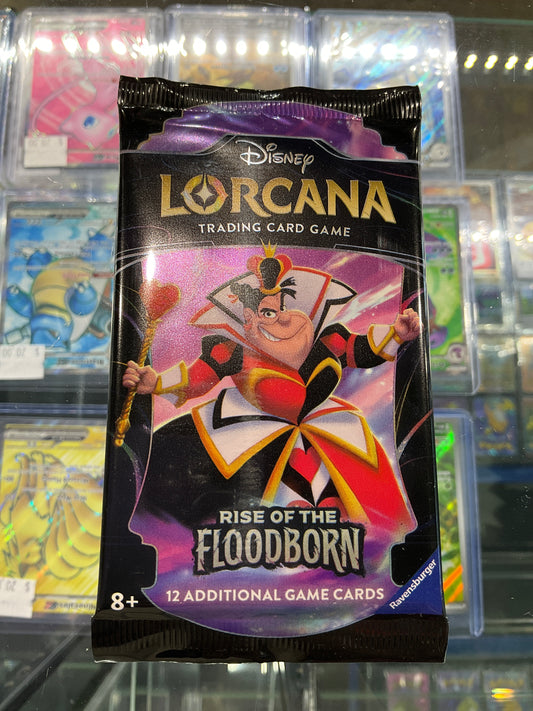 Disney
LORCANA
TRADING CARD GAME
RISE OF THE
FLOODBORN
8+
12 ADDITIONAL GAME CARDS
Ravensburger